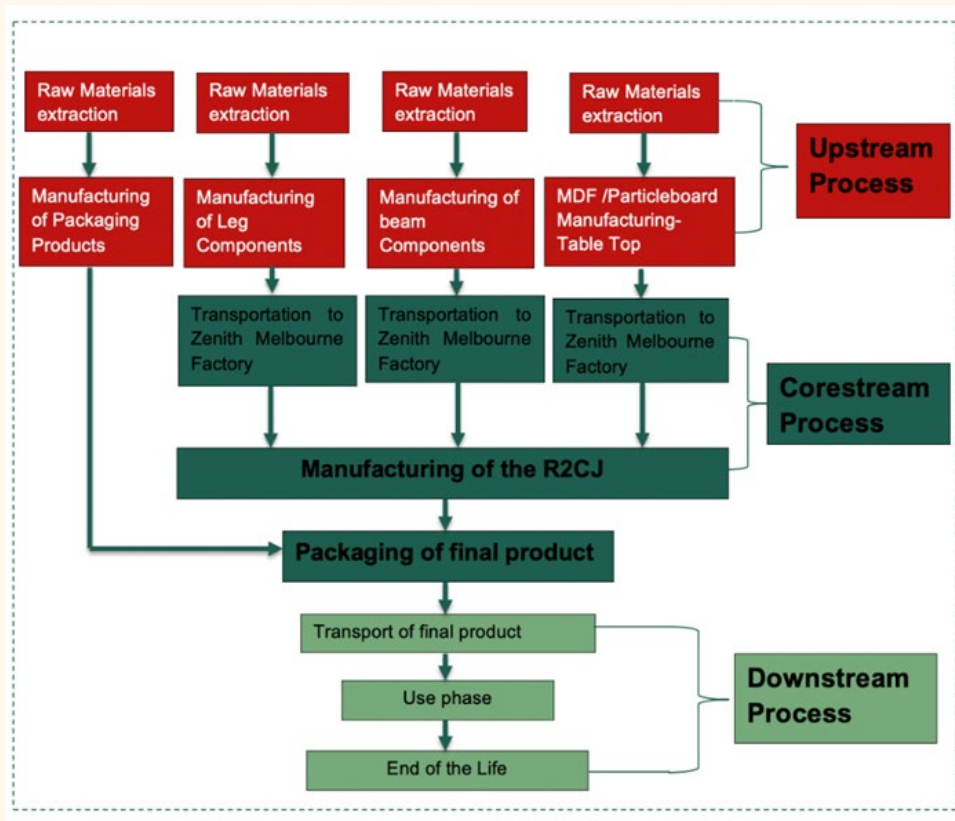 Raw Materials
extraction
Raw Materials
extraction
Raw Materials
extraction
Raw Materials
extraction
Upstream
Process
Manufacturing
of Packaging
Products
Manufacturing
of Leg
Components
Manufacturing of
beam
Components
MDF /Particleboard
Manufacturing-
Table Top
Transportation to
Zenith Melbourne
Factory
Transportation to
Zenith Melbourne
Factory
Transportation to
Zenith Melbourne
Factory
Corestream
Process
Manufacturing of the R2CJ
Packaging of final product
Transport of final product
Use phase
End of the Life
Downstream
Process